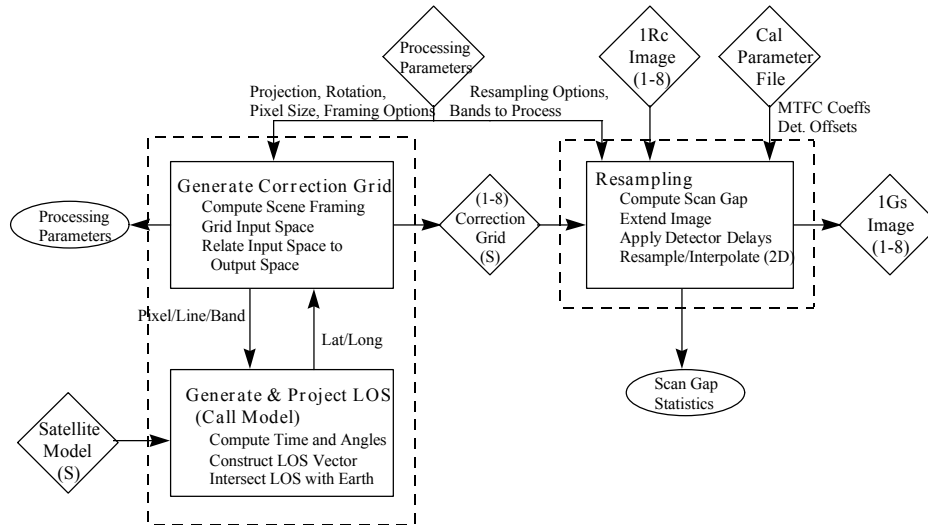 Processing
Parameters
1Rc
Image
(1-8)
Cal
Parameter
File
Projection, Rotation,
Pixel Size, Framing Options
Resampling Options,
Bands to Process
MTFC Coeffs
Det. Offsets
Generate Correction Grid
Compute Scene Framing
Grid Input Space
Relate Input Space to
Output Space
Processing
Parameters
(1-8)
Correction
Grid
(S)
Resampling
Compute Scan Gap
Extend Image
Apply Detector Delays
Resample/Interpolate (2D)
1Gs
Image
(1-8)
Pixel/Line/Band
Lat/Long
Generate & Project LOS
(Call Model)
Compute Time and Angles
Construct LOS Vector
Intersect LOS with Earth
Satellite
Model
(S)
Scan Gap
Statistics